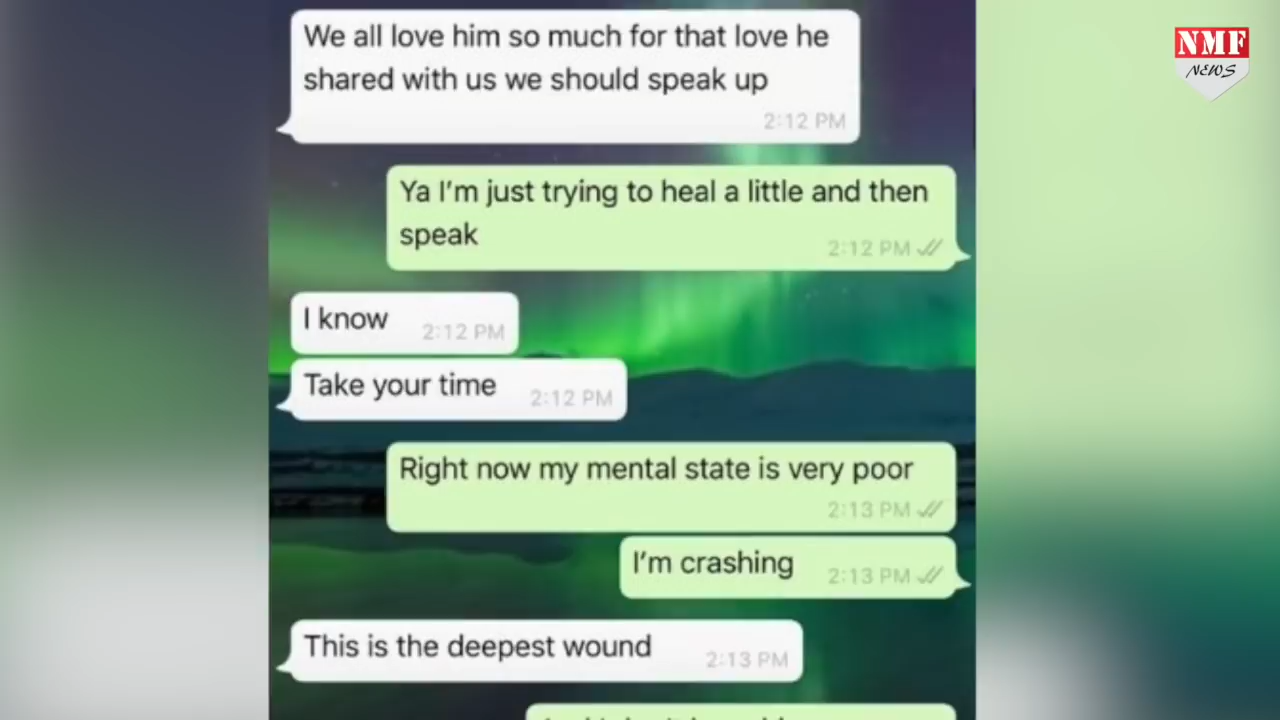 We all love him so much for that love he
shared with us we should speak up
2:12 PM
Ya I'm just trying to heal a little and then
speak
2:12 PM
I know
2:12 PM
Take your time
2:12 PM
Right now my mental state is very poor
2:13 PM
I'm crashing
2:13 PM
This is the deepest wound
2:13 PM
NMF
NEWS